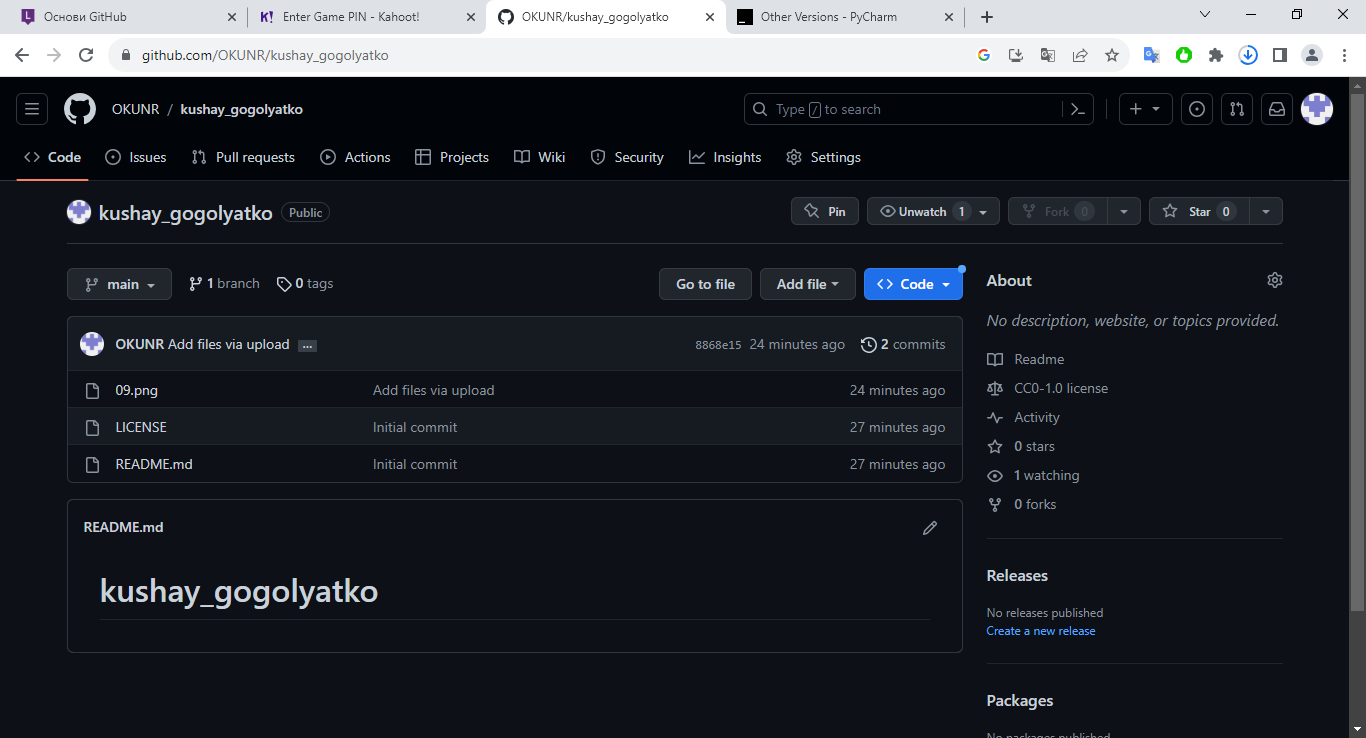 Основи GitHub
Enter Game PIN - Kahoot!
OKUNR/kushay_gogolyatko
Other Versions - PyCharm
github.com/OKUNR/kushay_gogolyatko
OKUNR / kushay_gogolyatko
Type / to search
Code Issues Pull requests Actions Projects Wiki Security Insights Settings
kushay_gogolyatko Public
Pin Unwatch 1 Fork 0 Star 0
main 1 branch 0 tags Go to file Add file Code
OKUNR Add files via upload ... 8868e15 24 minutes ago 2 commits
09.png Add files via upload 24 minutes ago
LICENSE Initial commit 27 minutes ago
README.md Initial commit 27 minutes ago
README.md
kushay_gogolyatko
About
No description, website, or topics provided.
Readme
CC0-1.0 license
Activity
0 stars
1 watching
0 forks
Releases
No releases published
Create a new release
Packages
No packages published